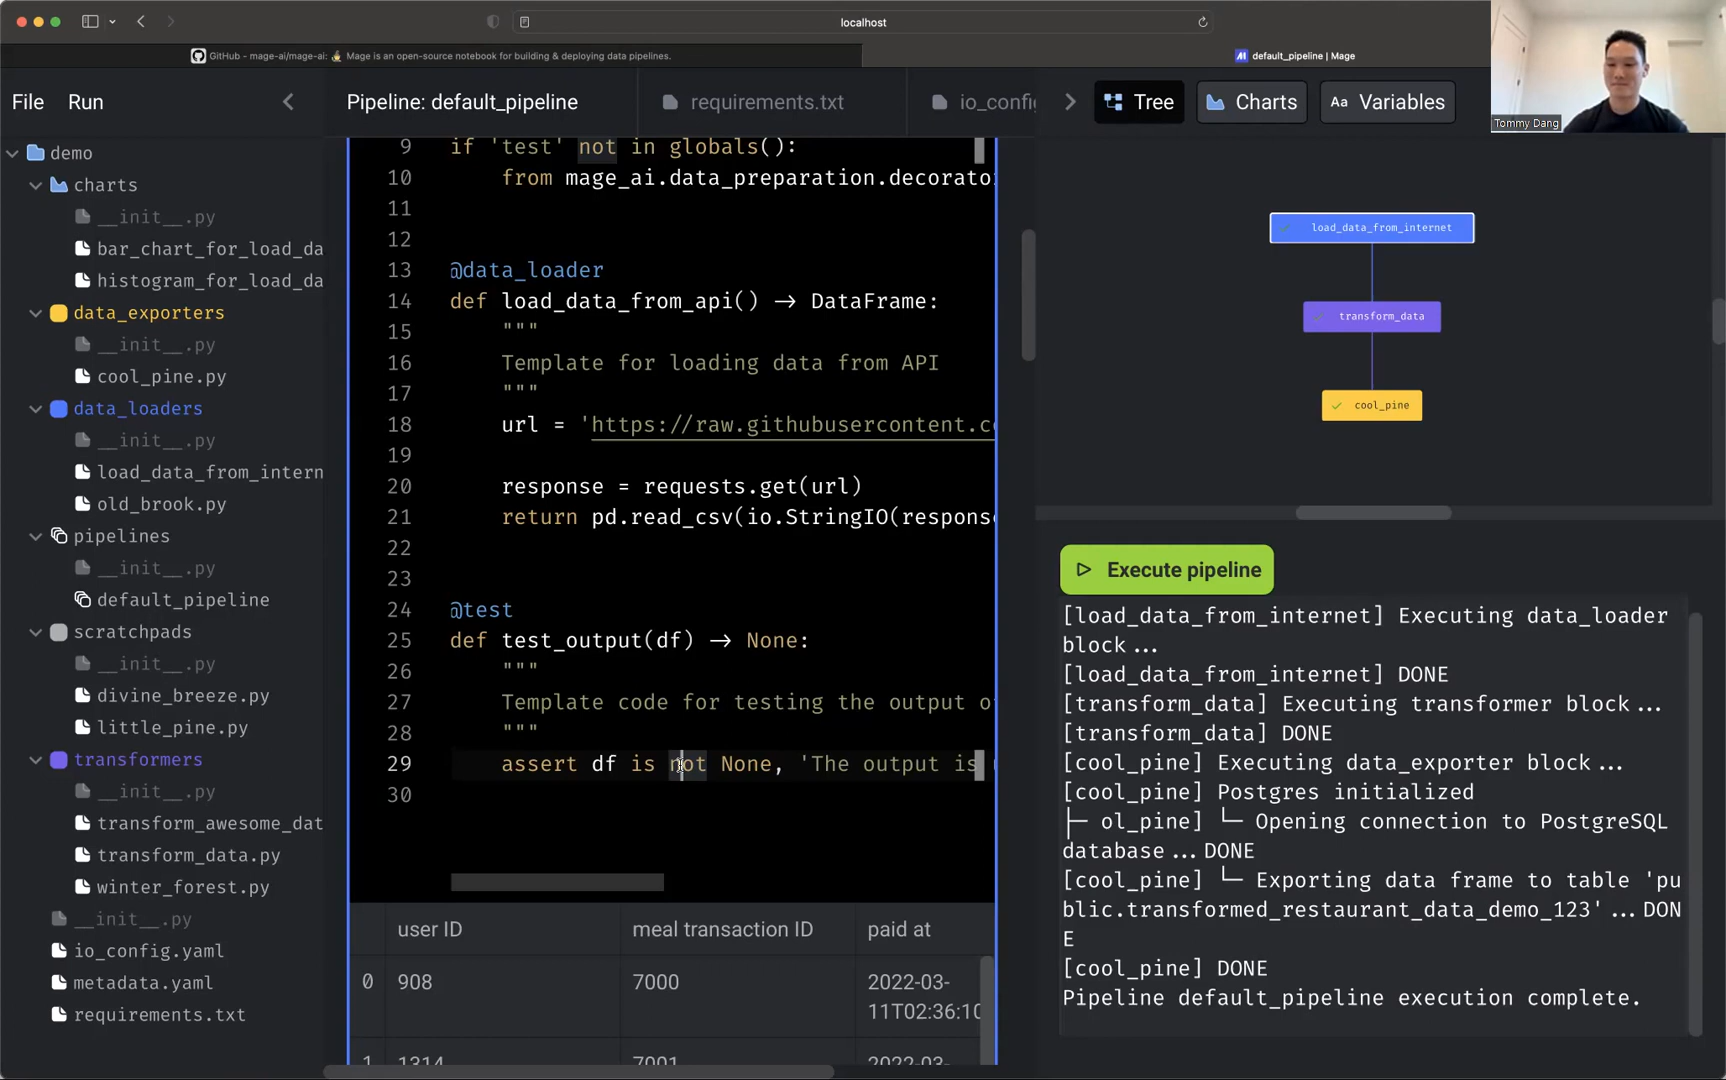 localhost
GitHub - mage-ai/mage-ai: 🧙 Mage is an open-source notebook for building & deploying data pipelines.
default_pipeline | Mage
Tommy Dang
File
Run
Pipeline: default_pipeline
requirements.txt
io_config
Tree
Charts
Aa Variables
demo
charts
__init__.py
bar_chart_for_load_da
histogram_for_load_da
data_exporters
__init__.py
cool_pine.py
data_loaders
__init__.py
load_data_from_intern
old_brook.py
pipelines
__init__.py
default_pipeline
scratchpads
__init__.py
divine_breeze.py
little_pine.py
transformers
__init__.py
transform_awesome_dat
transform_data.py
winter_forest.py
__init__.py
io_config.yaml
metadata.yaml
requirements.txt
9 if 'test' not in globals():
10 from mage_ai.data_preparation.decorato
11
12
13 @data_loader
14 def load_data_from_api() → DataFrame:
15 """
16 Template for loading data from API
17 """
18 url = 'https://raw.githubusercontent.c
19
20 response = requests.get(url)
21 return pd.read_csv(io.StringIO(respons
22
23
24 @test
25 def test_output(df) → None:
26 """
27 Template code for testing the output o
28 """
29 assert df is not None, 'The output is
30
user ID meal transaction ID paid at
0 908 7000 2022-03-
11T02:36:10
1 1314 7001 2022-03-
load_data_from_internet
transform_data
cool_pine
Execute pipeline
[load_data_from_internet] Executing data_loader
block...
[load_data_from_internet] DONE
[transform_data] Executing transformer block...
[transform_data] DONE
[cool_pine] Executing data_exporter block...
[cool_pine] Postgres initialized
├─ ol_pine] └─ Opening connection to PostgreSQL
database...DONE
[cool_pine] └─ Exporting data frame to table 'pu
blic.transformed_restaurant_data_demo_123'...DON
E
[cool_pine] DONE
Pipeline default_pipeline execution complete.